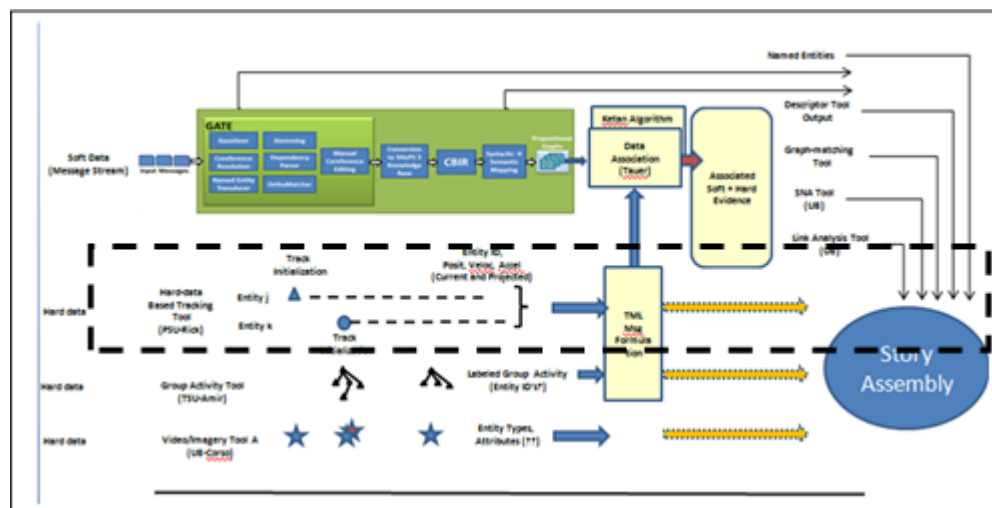 Named Entities
Descriptor Tool
Output
Graph-matching
Tool
SNA Tool
(UB)
Link Analysis Tool
(UB)
Soft Data
(Message Stream)
Input Messages
GATE
Gazetteer
Stemming
Coreference
Resolution
Dependency
Parser
Named Entity
Transducer
OrthoMatcher
Manual
Coreference
Editing
Conversion
to SNePS 3
Knowledge
Base
CBIR
Syntactic-
Semantic
Mapping
Propositional
Graphs
Ketan Algorithm
Data
Association
(Tauer)
Associated
Soft + Hard
Evidence
Hard data
Hard-data
Based Tracking
Tool
(PSU-Rick)
Track
Initialization
Entity j
Entity k
Track
Entity ID,
Posit, Veloc, Accel
(Current and Projected)
TML
Msg
Formula
tion
Story
Assembly
Hard data
Group Activity Tool
(TSU-Amir)
Labeled Group Activity
(Entity ID's?)
Hard data
Video/Imagery Tool A
(UB-Corso)
Entity Types,
Attributes (??)